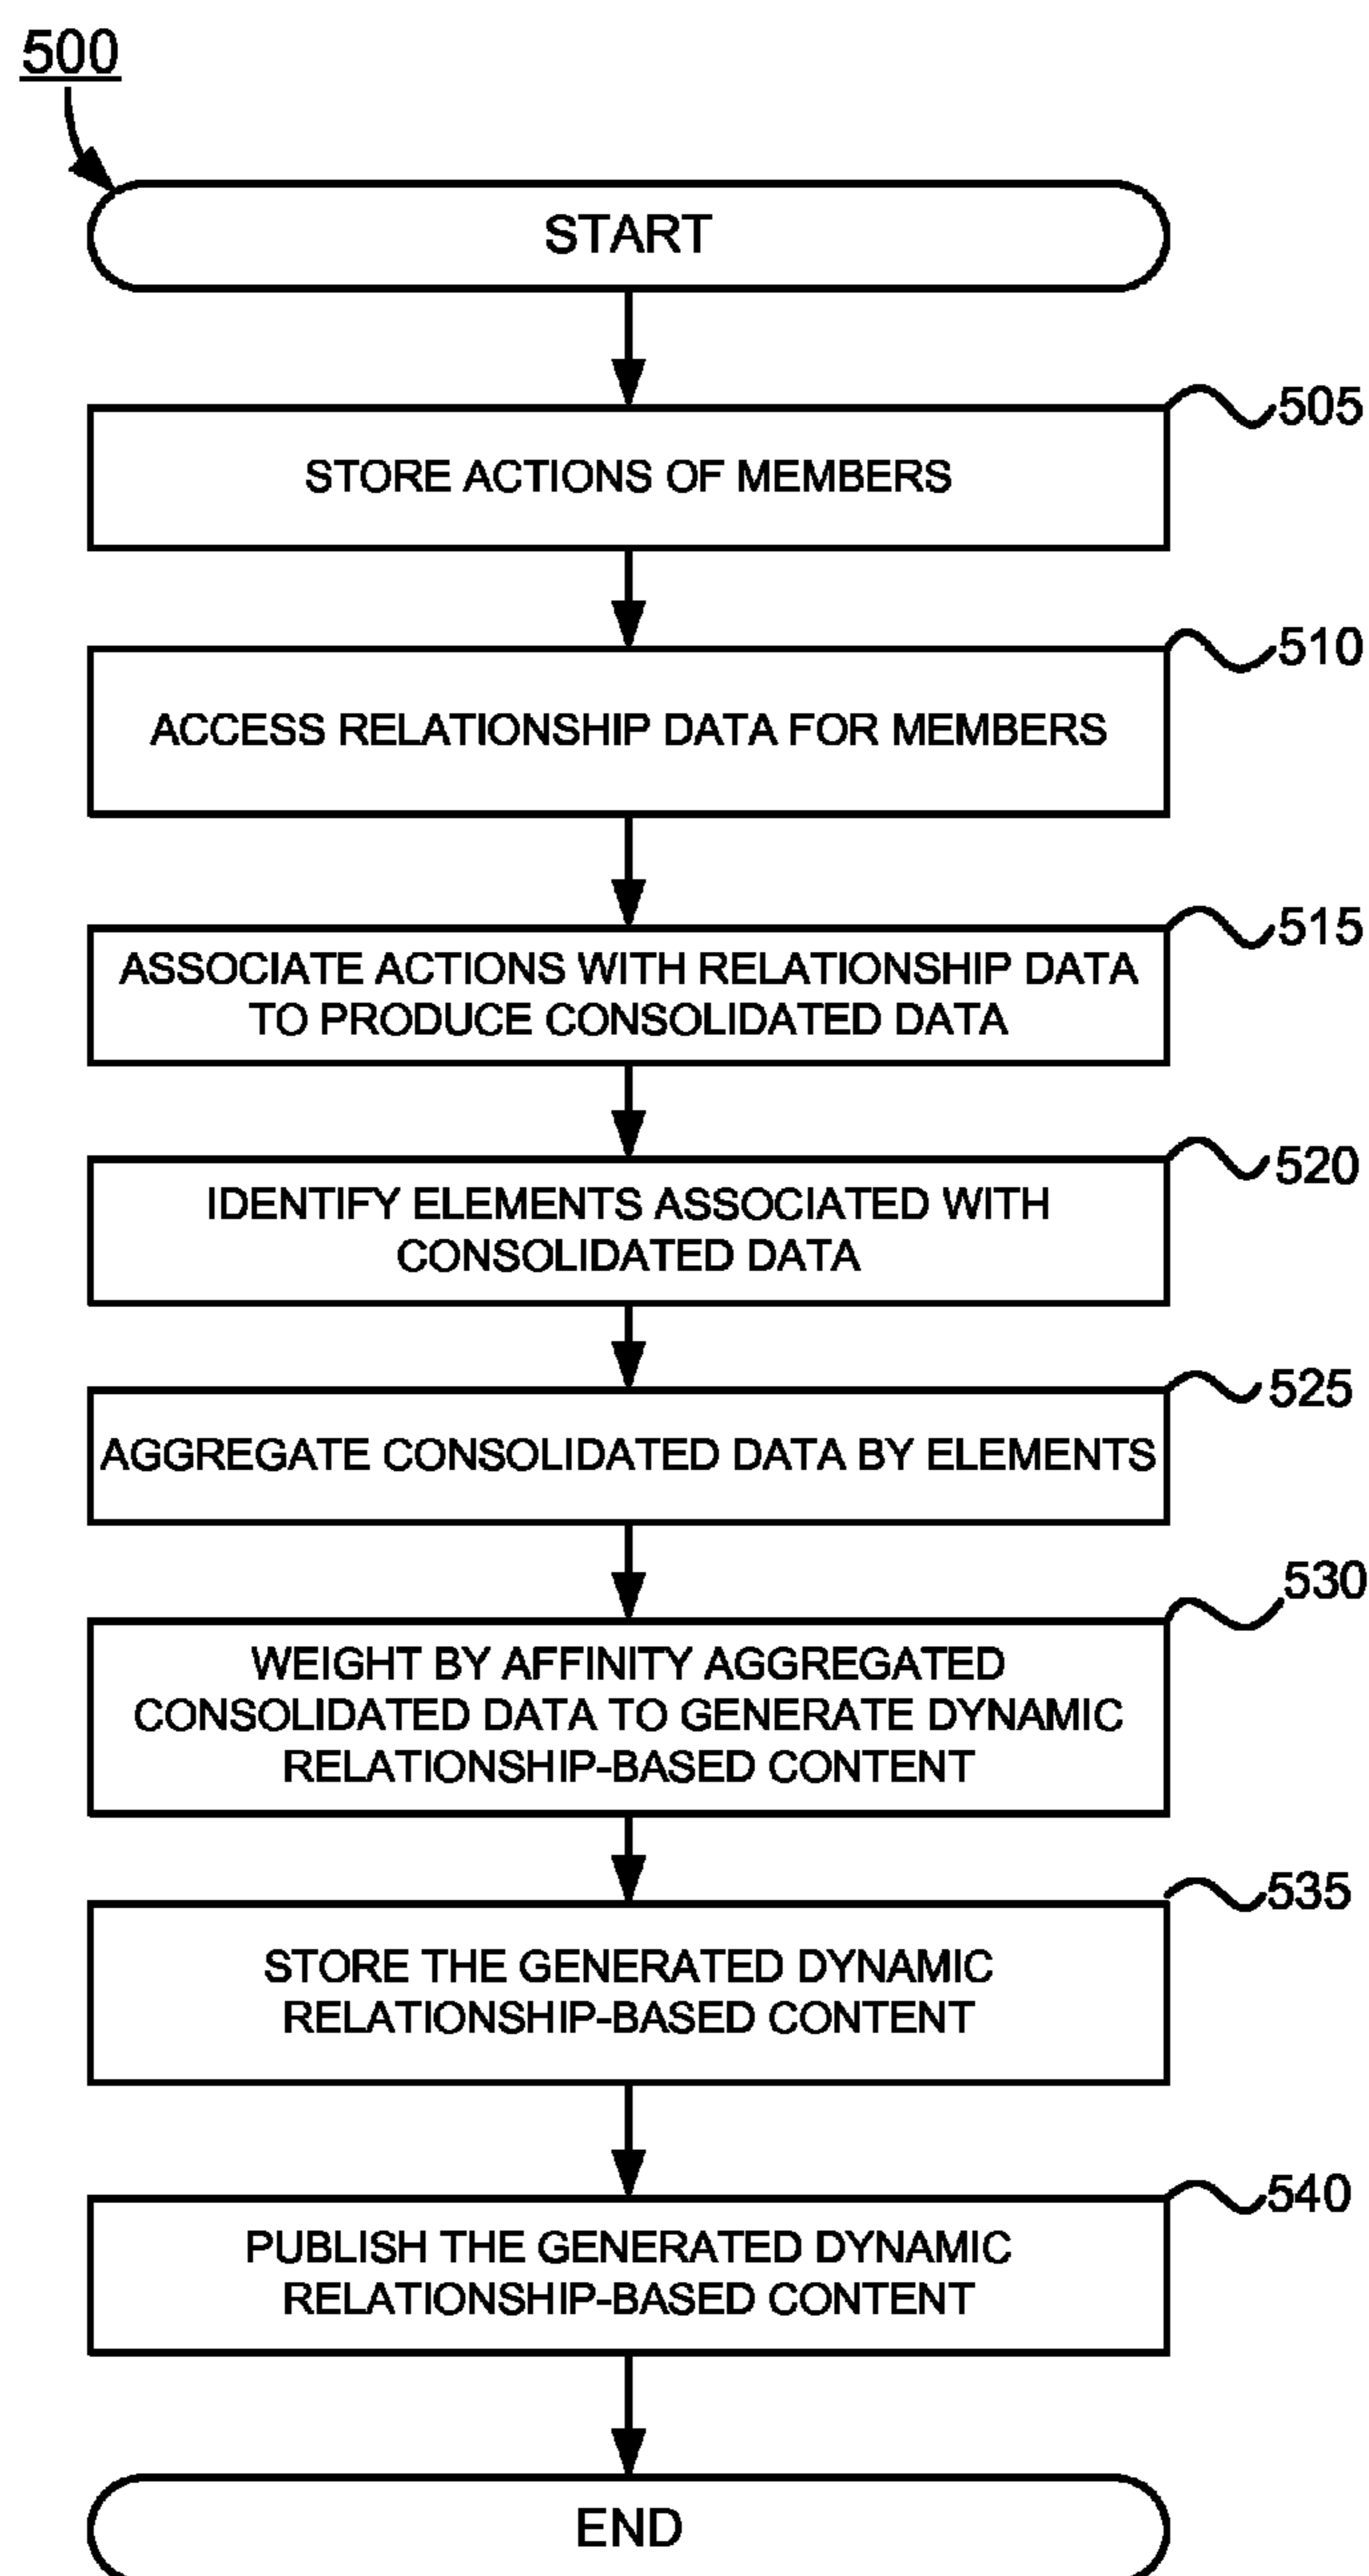 500
START
505
STORE ACTIONS OF MEMBERS
510
ACCESS RELATIONSHIP DATA FOR MEMBERS
515
ASSOCIATE ACTIONS WITH RELATIONSHIP DATA
TO PRODUCE CONSOLIDATED DATA
520
IDENTIFY ELEMENTS ASSOCIATED WITH
CONSOLIDATED DATA
525
AGGREGATE CONSOLIDATED DATA BY ELEMENTS
530
WEIGHT BY AFFINITY AGGREGATED
CONSOLIDATED DATA TO GENERATE DYNAMIC
RELATIONSHIP-BASED CONTENT
535
STORE THE GENERATED DYNAMIC
RELATIONSHIP-BASED CONTENT
540
PUBLISH THE GENERATED DYNAMIC
RELATIONSHIP-BASED CONTENT
END